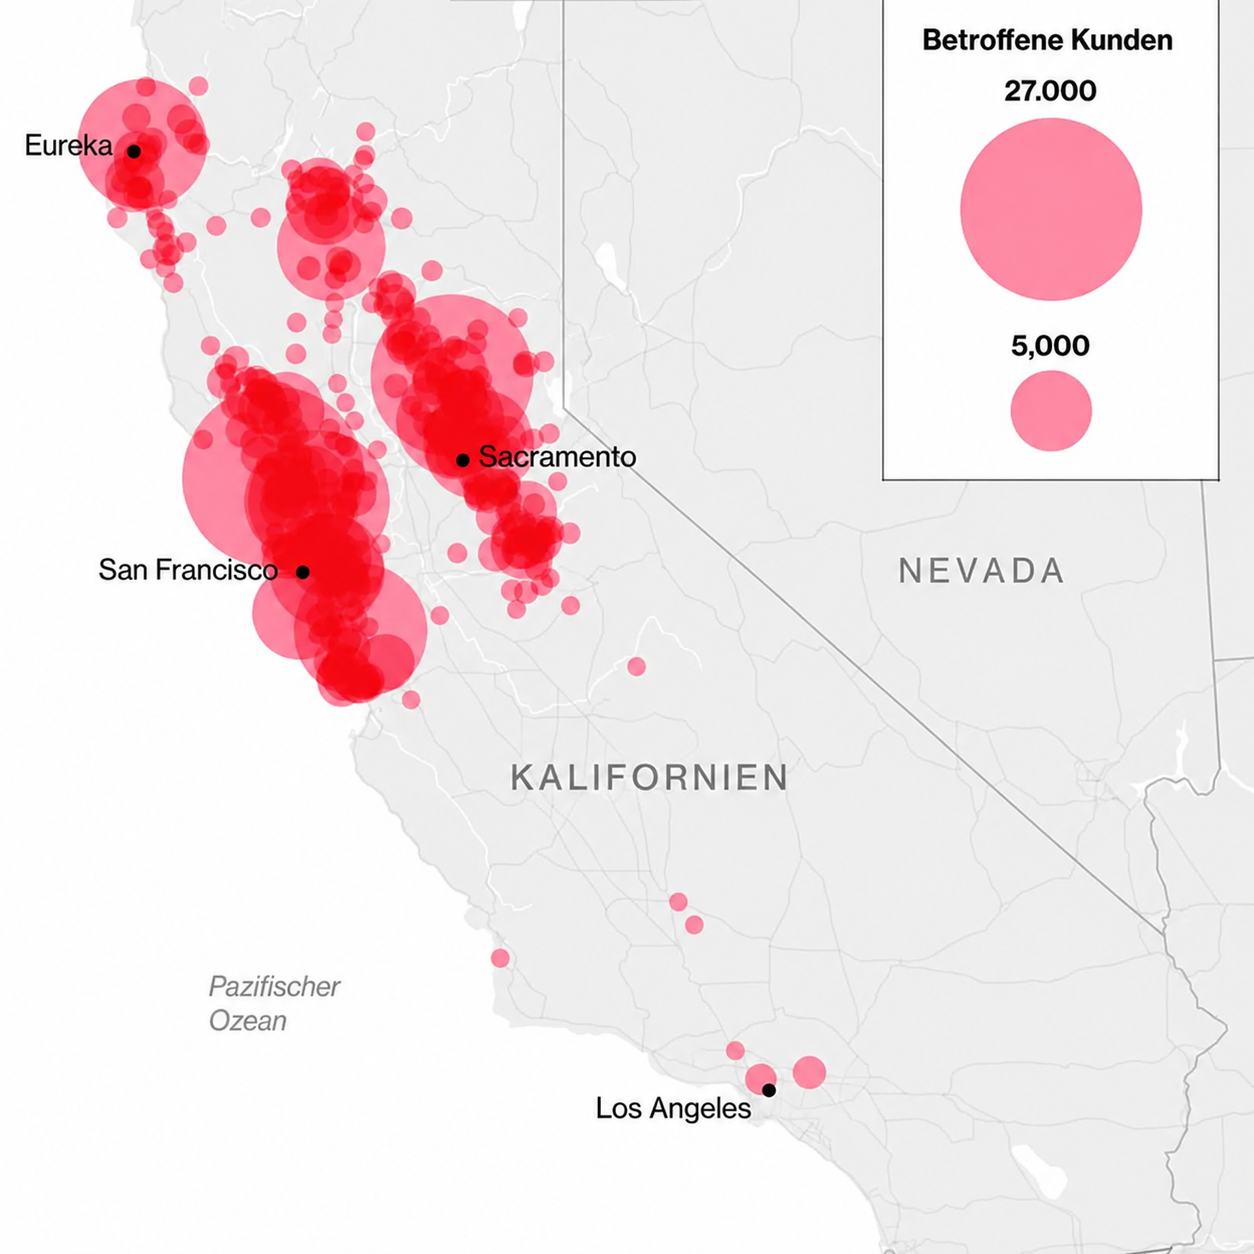 Betroffene Kunden
27.000
5,000
Eureka
Sacramento
San Francisco
NEVADA
KALIFORNIEN
Pazifischer
Ozean
Los Angeles